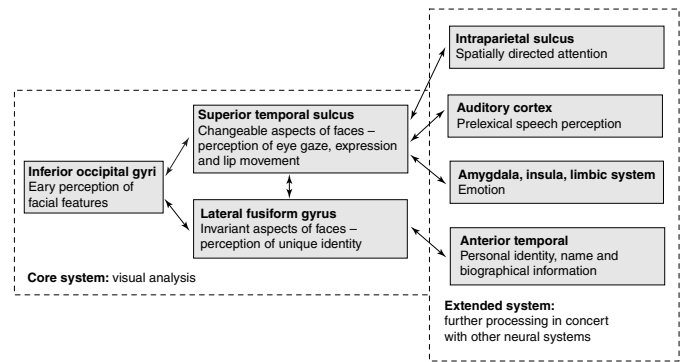 Intraparietal sulcus
Spatially directed attention
Superior temporal sulcus
Changeable aspects of faces –
perception of eye gaze, expression
and lip movement
Auditory cortex
Prelexical speech perception
Inferior occipital gyri
Eary perception of
facial features
Amygdala, insula, limbic system
Emotion
Lateral fusiform gyrus
Invariant aspects of faces –
perception of unique identity
Anterior temporal
Personal identity, name and
biographical information
Core system: visual analysis
Extended system:
further processing in concert
with other neural systems